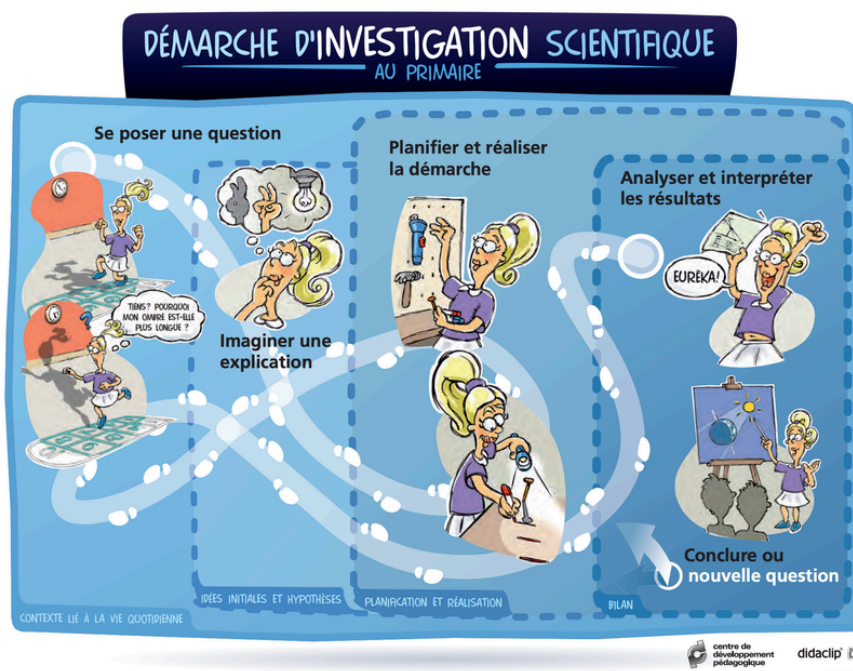 DÉMARCHE D'INVESTIGATION SCIENTIFIQUE
AU PRIMAIRE
Se poser une question
TIENS? POURQUOI
MON OMBRE EST-ELLE
PLUS LONGUE ?
Imaginer une
explication
Planifier et réaliser
la démarche
Analyser et interpréter
les résultats
EURÊKA!
Conclure ou
nouvelle question
CONTEXTE LIÉ À LA VIE QUOTIDIENNE
IDÉES INITIALES ET HYPOTHÈSES
PLANIFICATION ET RÉALISATION
BILAN
centre de
développement
pédagogique
didaclip